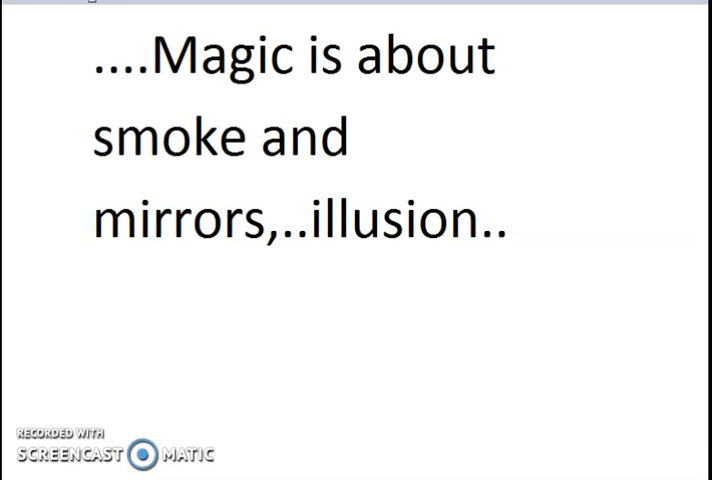 ....Magic is about
smoke and
mirrors,..illusion..
RECORDED WITH
SCREENCAST MATIC